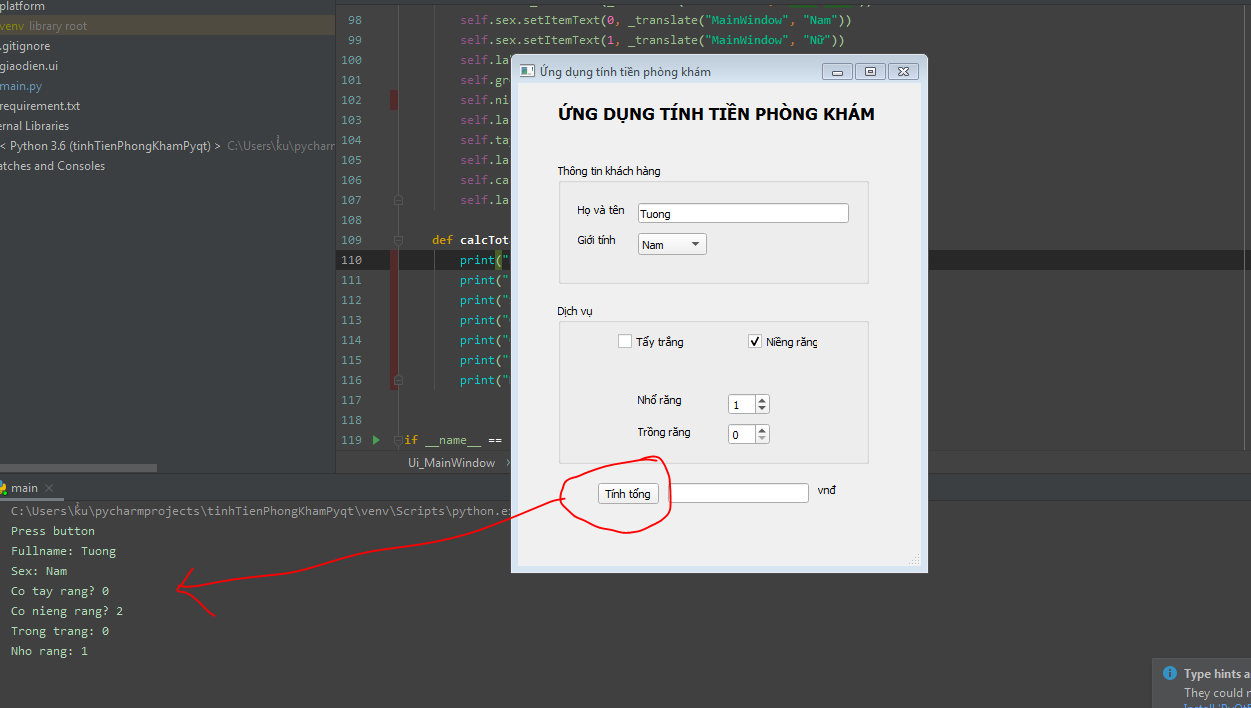 platform
venv library root
.gitignore
giaodien.ui
main.py
requirement.txt
ernal Libraries
< Python 3.6 (tinhTienPhongKhamPyqt) > C:\Users\ku\pycharm
atches and Consoles
98 self.sex.setItemText(0, _translate("MainWindow", "Nam"))
99 self.sex.setItemText(1, _translate("MainWindow", "Nữ"))
100 self.la
101 self.gr
102 self.ni
103 self.la
104 self.ta
105 self.la
106 self.ca
107 self.la
108
109 def calcTot
110 print("
111 print("
112 print("
113 print("
114 print("
115 print("
116 print("
117
118
119 if __name__ ==
Ui_MainWindow
Ứng dụng tính tiền phòng khám
ỨNG DỤNG TÍNH TIỀN PHÒNG KHÁM
Thông tin khách hàng
Họ và tên Tuong
Giới tính Nam
Dịch vụ
Tẩy trắng Niềng răng
Nhổ răng 1
Trồng răng 0
Tính tổng vnđ
main
C:\Users\ku\pycharmprojects\tinhTienPhongKhamPyqt\venv\Scripts\python.ex
Press button
Fullname: Tuong
Sex: Nam
Co tay rang? 0
Co nieng rang? 2
Trong trang: 0
Nho rang: 1
Type hints a
They could n